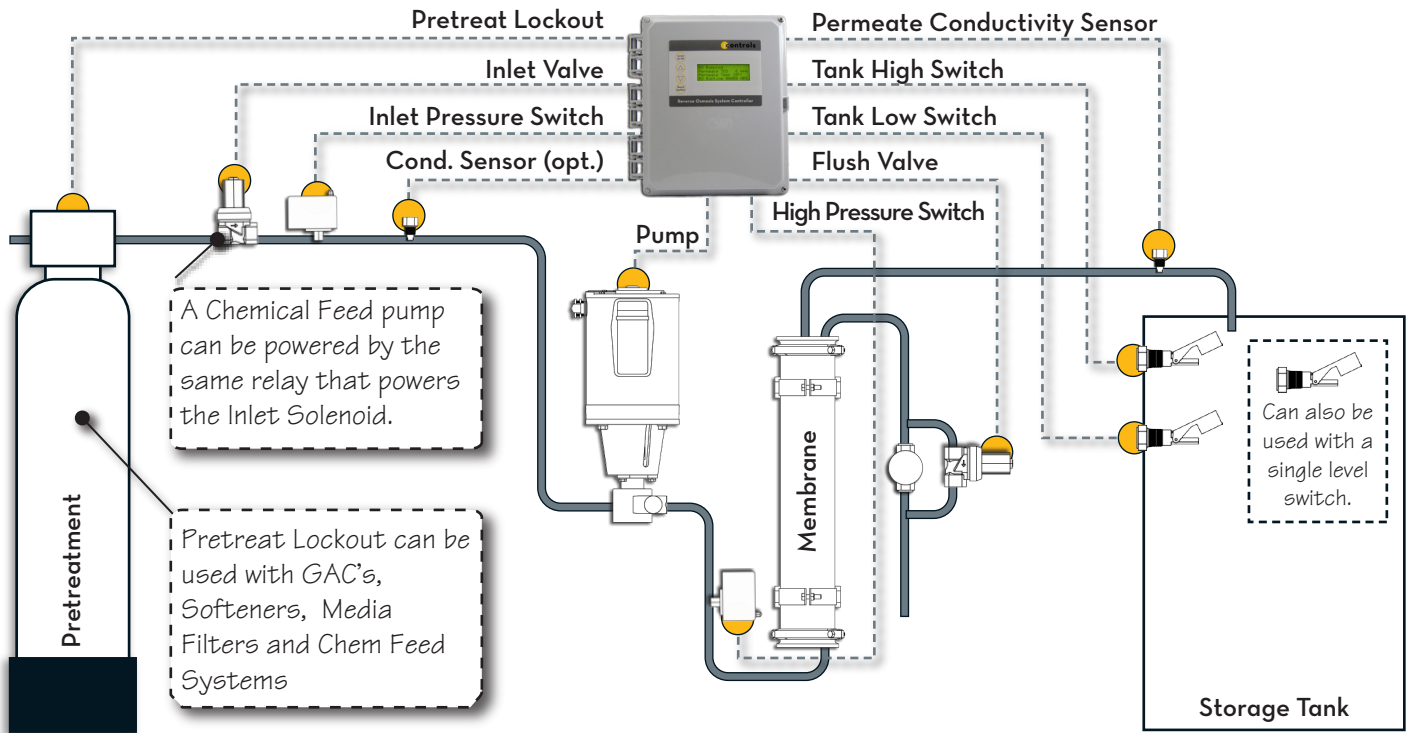 Pretreat Lockout
Inlet Valve
Inlet Pressure Switch
Cond. Sensor (opt.)
Pump
controls
Reverse Osmosis System Controller
Permeate Conductivity Sensor
Tank High Switch
Tank Low Switch
Flush Valve
High Pressure Switch
A Chemical Feed pump
can be powered by the
same relay that powers
the Inlet Solenoid.
Pretreatment
Pretreat Lockout can be
used with GAC's,
Softeners, Media
Filters and Chem Feed
Systems
Membrane
Can also be
used with a
single level
switch.
Storage Tank